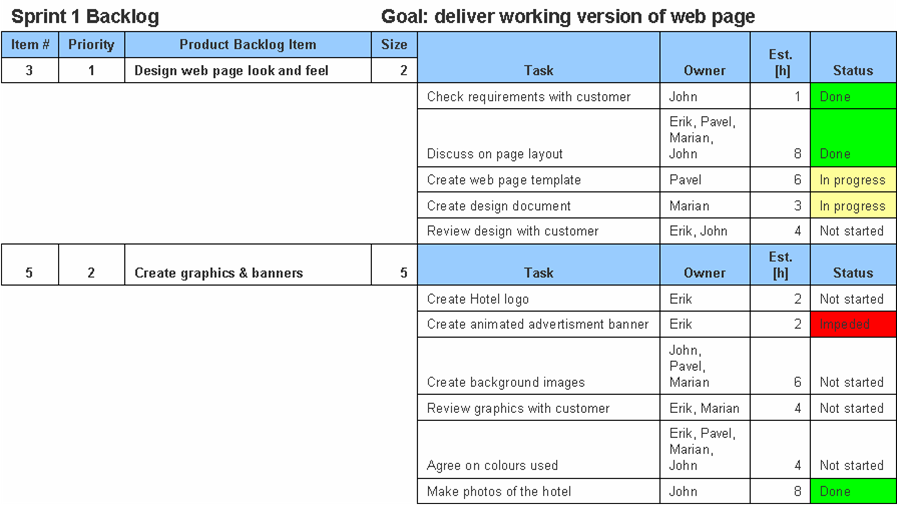 Sprint 1 Backlog Goal: deliver working version of web page
Item # Priority Product Backlog Item Size
3 1 Design web page look and feel 2 Task Owner Est. [h] Status
Check requirements with customer John 1 Done
Discuss on page layout Erik, Pavel, Marian, John 8 Done
Create web page template Pavel 6 In progress
Create design document Marian 3 In progress
Review design with customer Erik, John 4 Not started
5 2 Create graphics & banners 5 Task Owner Est. [h] Status
Create Hotel logo Erik 2 Not started
Create animated advertisment banner Erik 2 Impeded
Create background images John, Pavel, Marian 6 Not started
Review graphics with customer Erik, Marian 4 Not started
Agree on colours used Erik, Pavel, Marian, John 4 Not started
Make photos of the hotel John 8 Done